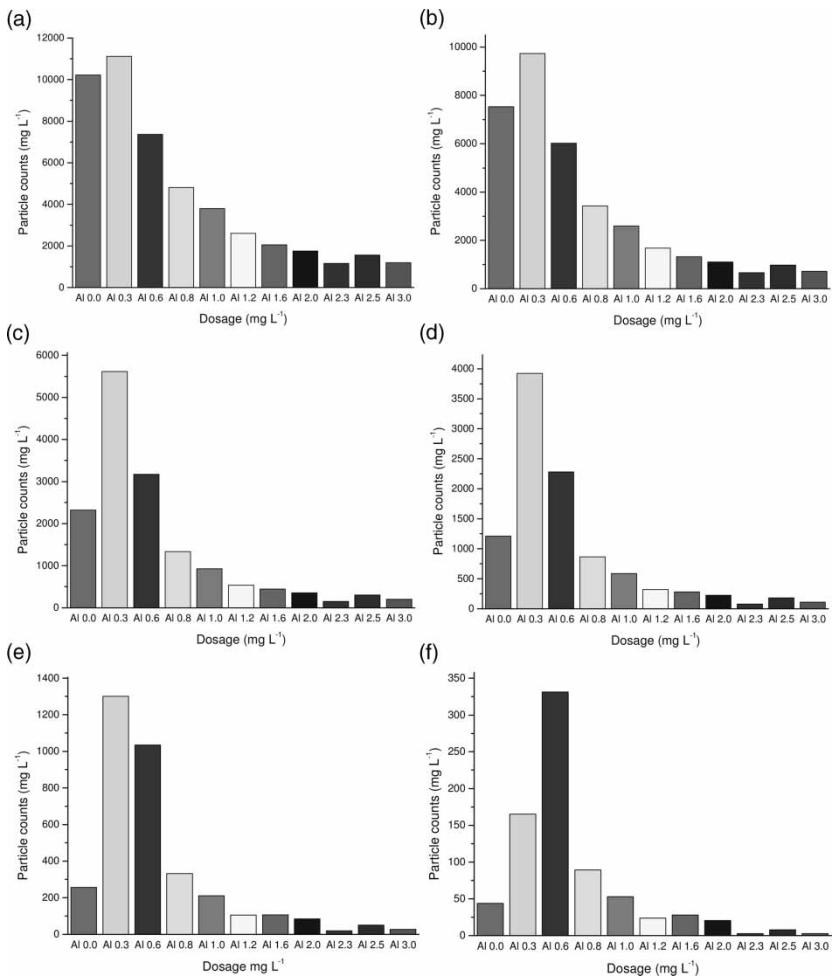 (a)
Particle counts (mg L⁻¹)
12000
10000
8000
6000
4000
2000
0
Al 0.0 Al 0.3 Al 0.6 Al 0.8 Al 1.0 Al 1.2 Al 1.6 Al 2.0 Al 2.3 Al 2.5 Al 3.0
Dosage (mg L⁻¹)
(b)
Particle counts (mg L⁻¹)
10000
8000
6000
4000
2000
0
Al 0.0 Al 0.3 Al 0.6 Al 0.8 Al 1.0 Al 1.2 Al 1.6 Al 2.0 Al 2.3 Al 2.5 Al 3.0
Dosage (mg L⁻¹)
(c)
Particle counts (mg L⁻¹)
6000
5000
4000
3000
2000
1000
0
Al 0.0 Al 0.3 Al 0.6 Al 0.8 Al 1.0 Al 1.2 Al 1.6 Al 2.0 Al 2.3 Al 2.5 Al 3.0
Dosage (mg L⁻¹)
(d)
Particle counts (mg L⁻¹)
4000
3500
3000
2500
2000
1500
1000
500
0
Al 0.0 Al 0.3 Al 0.6 Al 0.8 Al 1.0 Al 1.2 Al 1.6 Al 2.0 Al 2.3 Al 2.5 Al 3.0
Dosage (mg L⁻¹)
(e)
Particle counts (mg L⁻¹)
1400
1200
1000
800
600
400
200
0
Al 0.0 Al 0.3 Al 0.6 Al 0.8 Al 1.0 Al 1.2 Al 1.6 Al 2.0 Al 2.3 Al 2.5 Al 3.0
Dosage mg L⁻¹
(f)
Particle counts (mg L⁻¹)
350
300
250
200
150
100
50
0
Al 0.0 Al 0.3 Al 0.6 Al 0.8 Al 1.0 Al 1.2 Al 1.6 Al 2.0 Al 2.3 Al 2.5 Al 3.0
Dosage (mg L⁻¹)